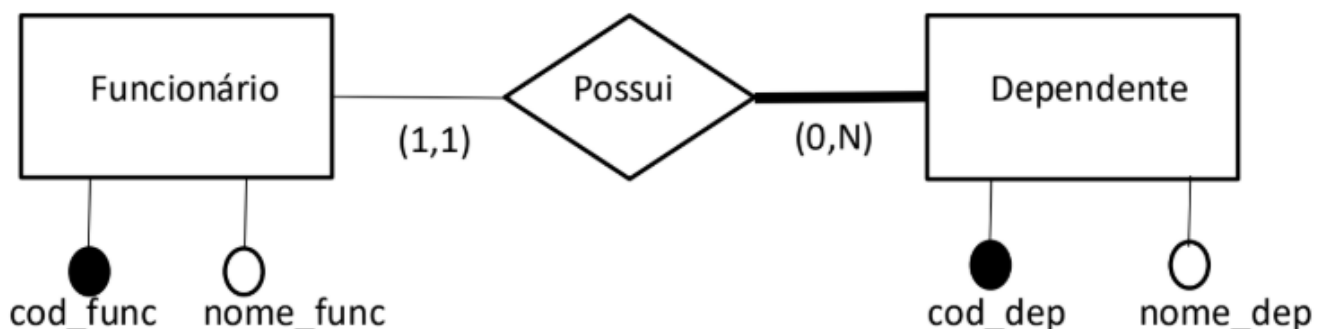 Funcionário
Possui
Dependente
(1,1)
(0,N)
cod_func
nome_func
cod_dep
nome_dep